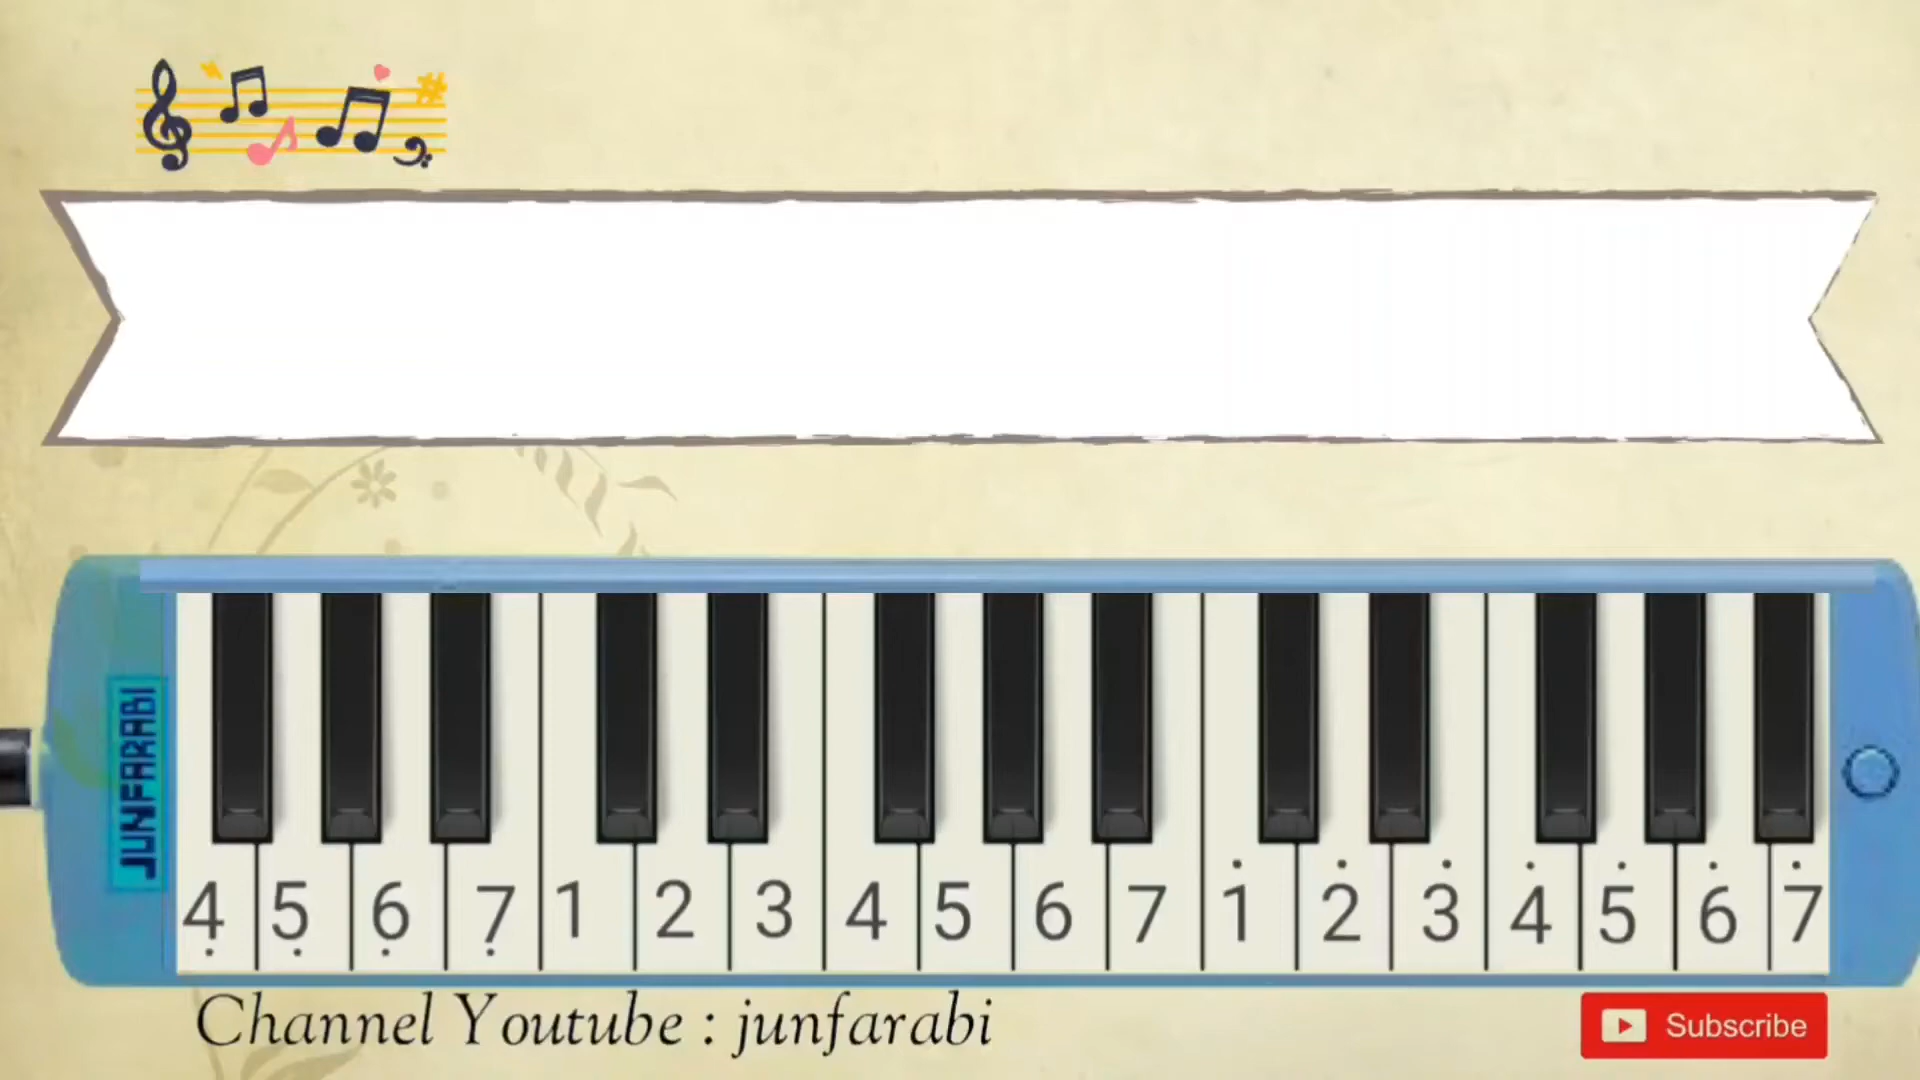 JUNFARABI
4̣ 5̣ 6̣ 7̣ 1 2 3 4 5 6 7 1̇ 2̇ 3̇ 4̇ 5̇ 6̇ 7̇
Channel Youtube : junfarabi
Subscribe